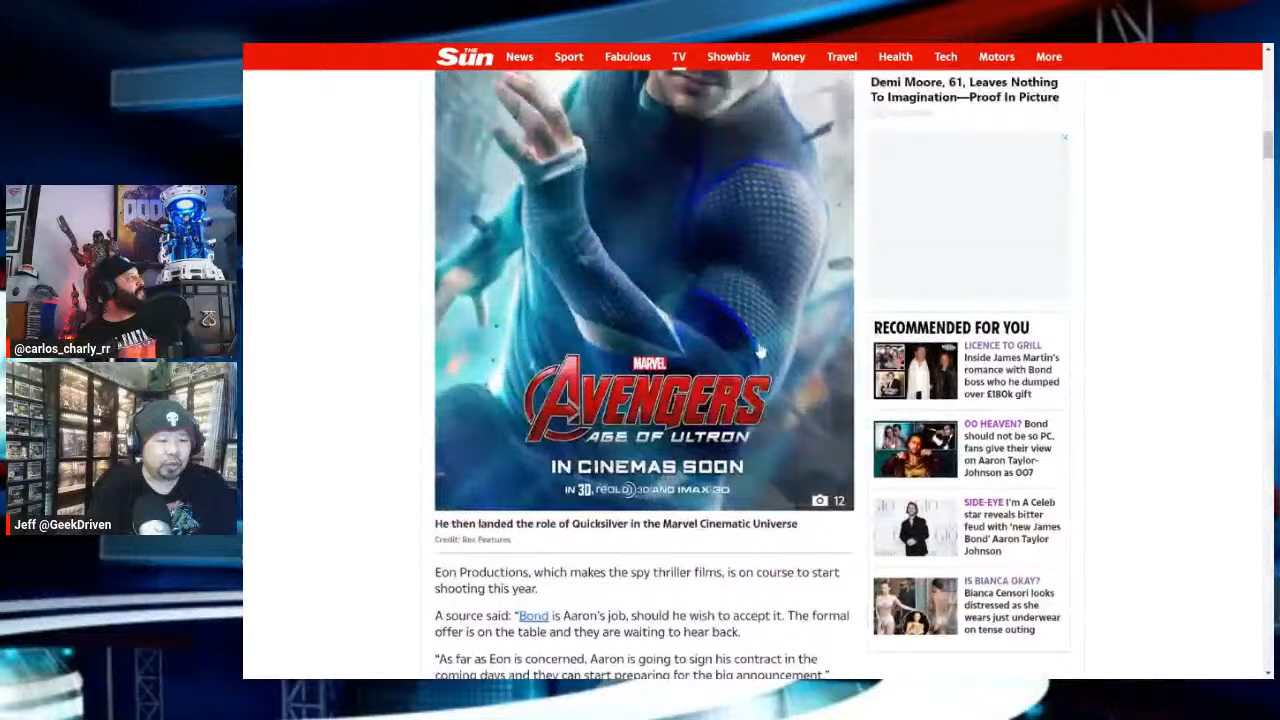 THE Sun
News Sport Fabulous TV Showbiz Money Travel Health Tech Motors More
MARVEL
AVENGERS
AGE OF ULTRON
IN CINEMAS SOON
IN 3D, REALD 3D AND IMAX 3D
12
He then landed the role of Quicksilver in the Marvel Cinematic Universe
Credit: Rex Features
Eon Productions, which makes the spy thriller films, is on course to start
shooting this year.
A source said: “Bond is Aaron’s job, should he wish to accept it. The formal
offer is on the table and they are waiting to hear back.
“As far as Eon is concerned, Aaron is going to sign his contract in the
coming days and they can start preparing for the big announcement.”
Demi Moore, 61, Leaves Nothing
To Imagination—Proof In Picture
RECOMMENDED FOR YOU
LICENCE TO GRILL
Inside James Martin's
romance with Bond
boss who he dumped
over £180k gift
OO HEAVEN? Bond
should not be so PC,
fans give their view
on Aaron Taylor-
Johnson as 007
SIDE-EYE I'm A Celeb
star reveals bitter
feud with 'new James
Bond' Aaron Taylor
Johnson
IS BIANCA OKAY?
Bianca Censori looks
distressed as she
wears just underwear
on tense outing
DOO
@carlos_charly_rr
Jeff @GeekDriven